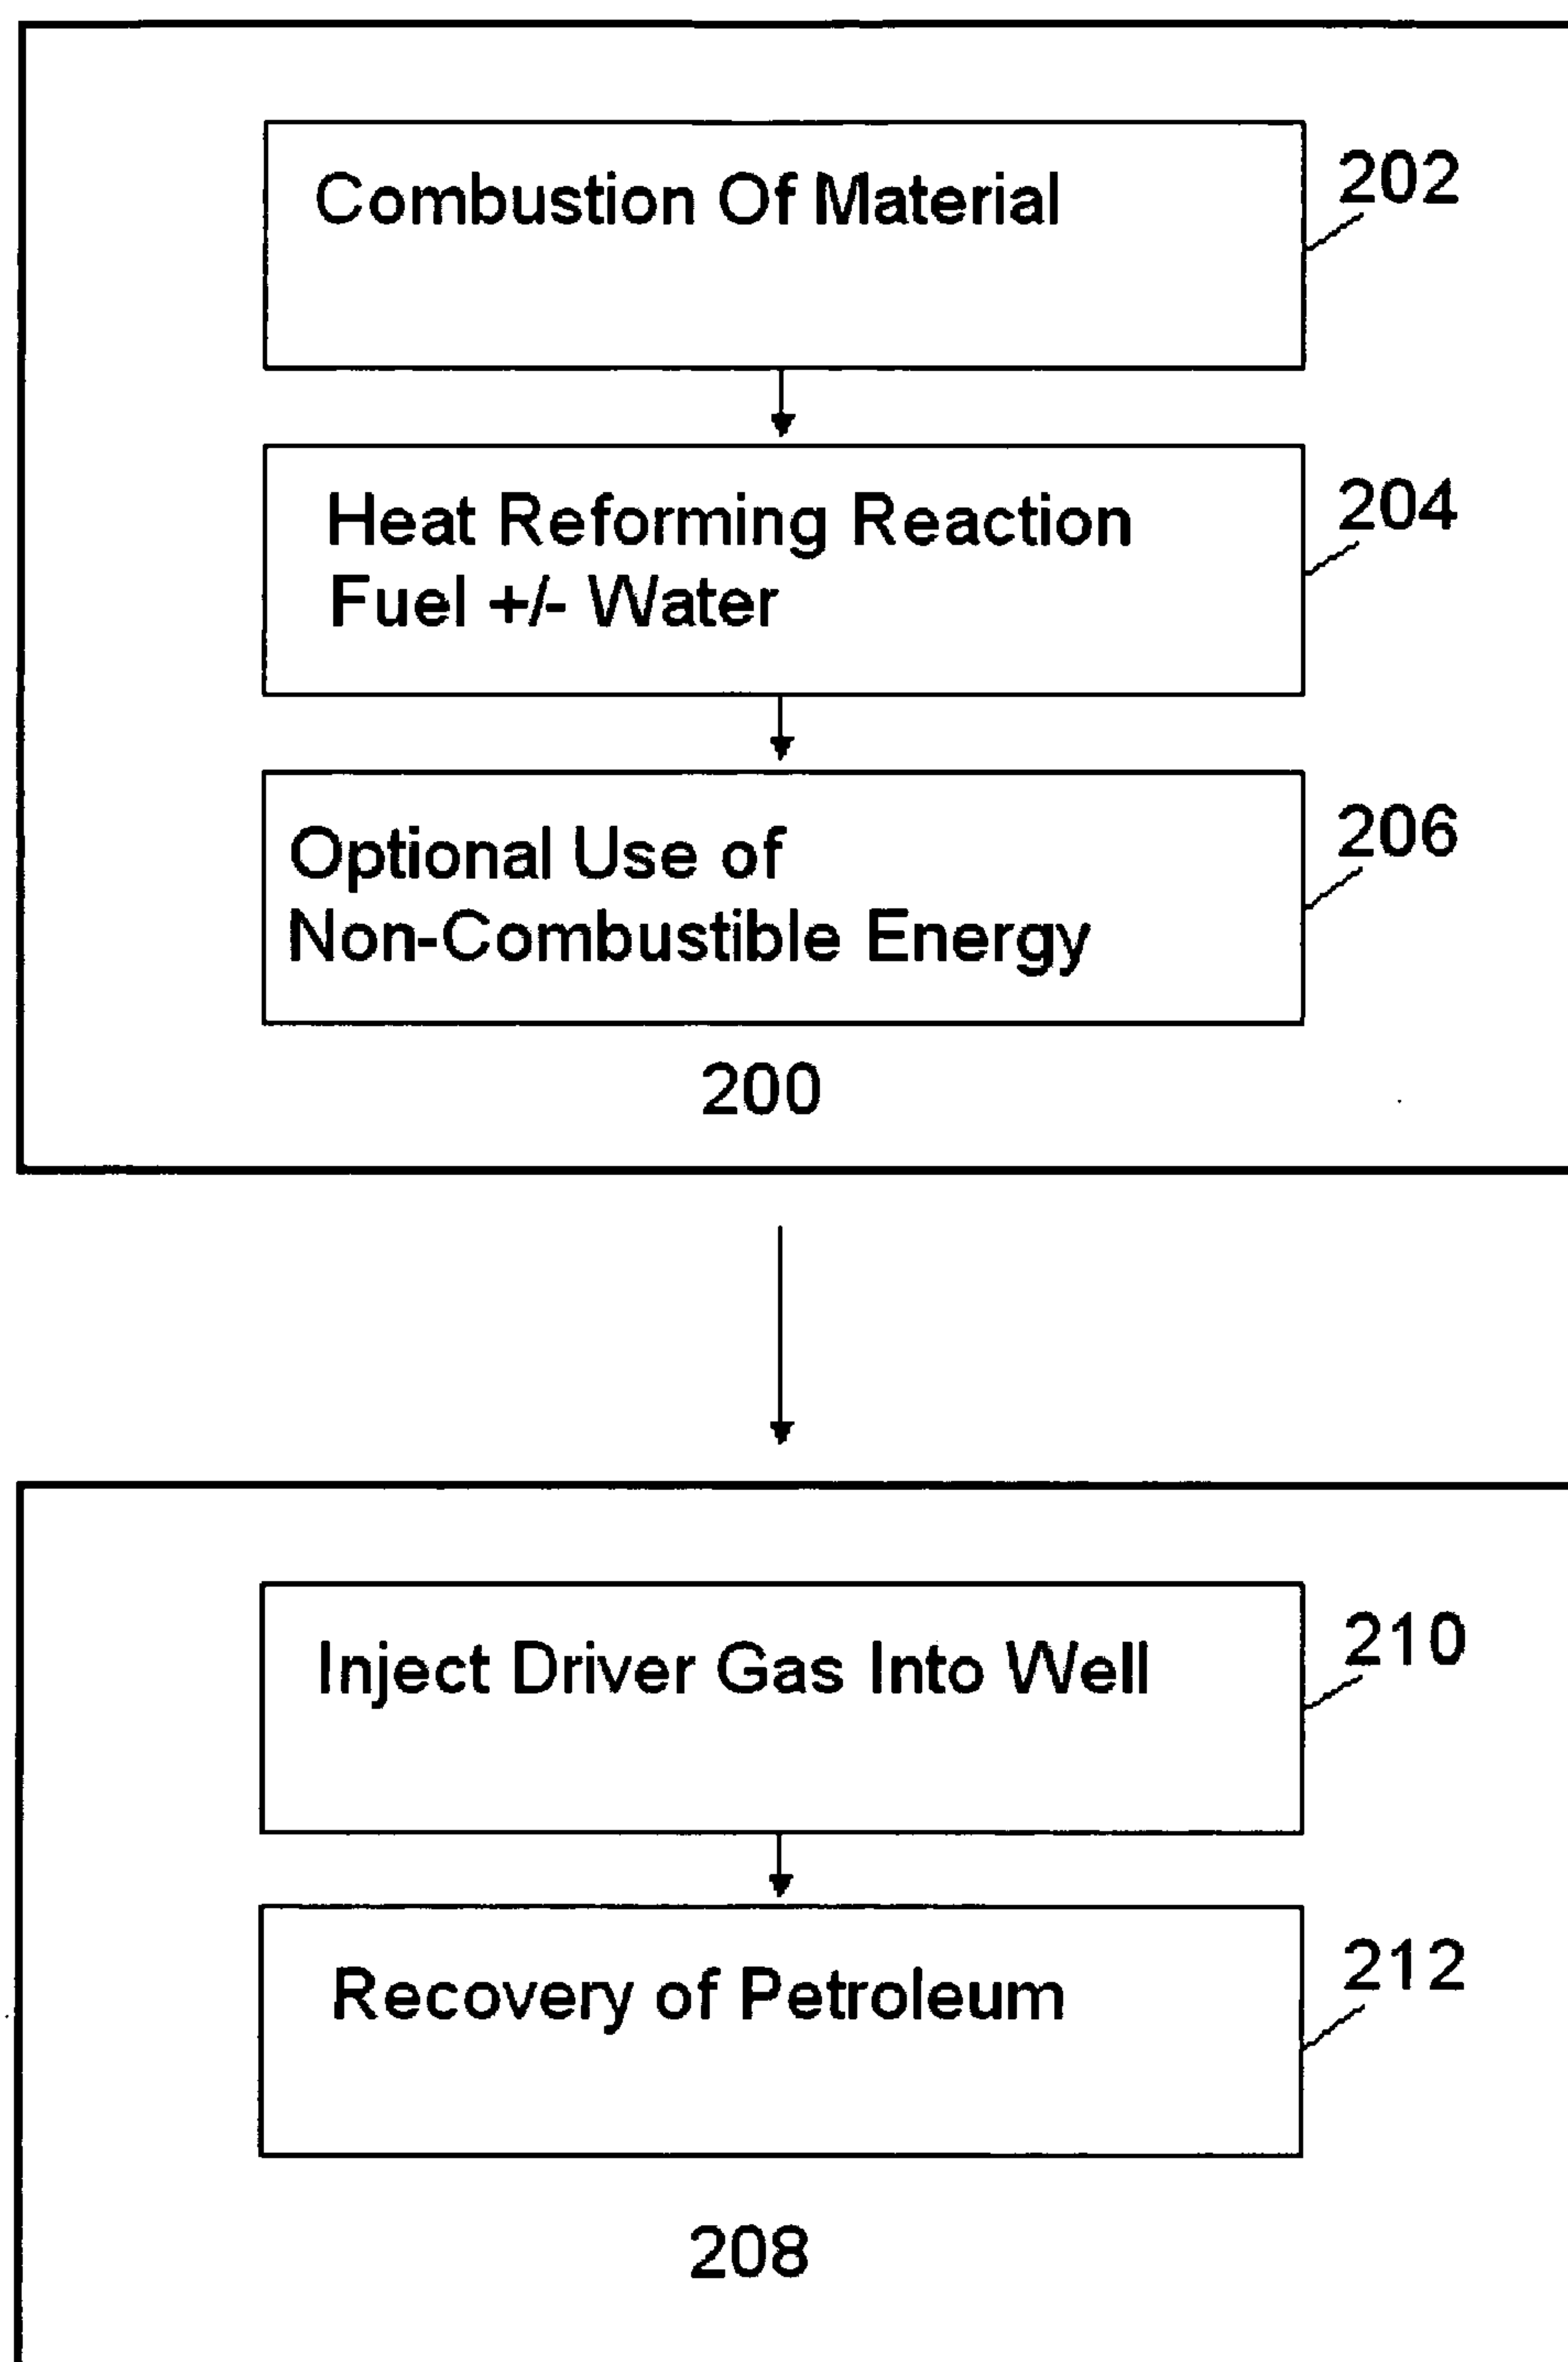 Combustion Of Material
202
Heat Reforming Reaction
Fuel +/- Water
204
Optional Use of
Non-Combustible Energy
206
200
Inject Driver Gas Into Well
210
Recovery of Petroleum
212
208